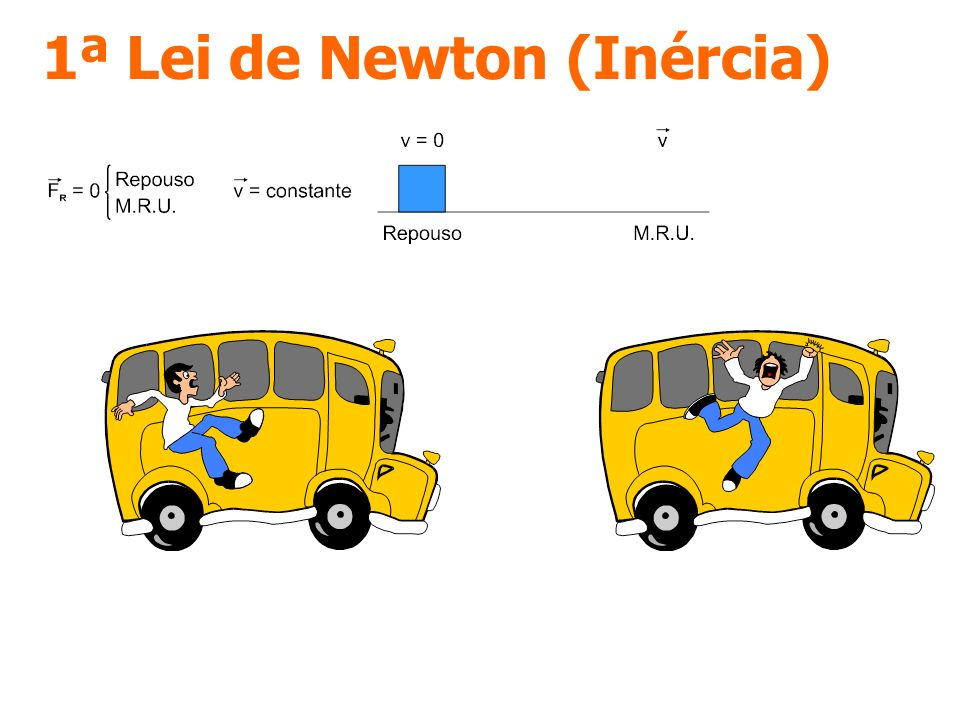 1ª Lei de Newton (Inércia)
v = 0
v
F_R = 0 { Repouso
M.R.U.
v = constante
Repouso
M.R.U.